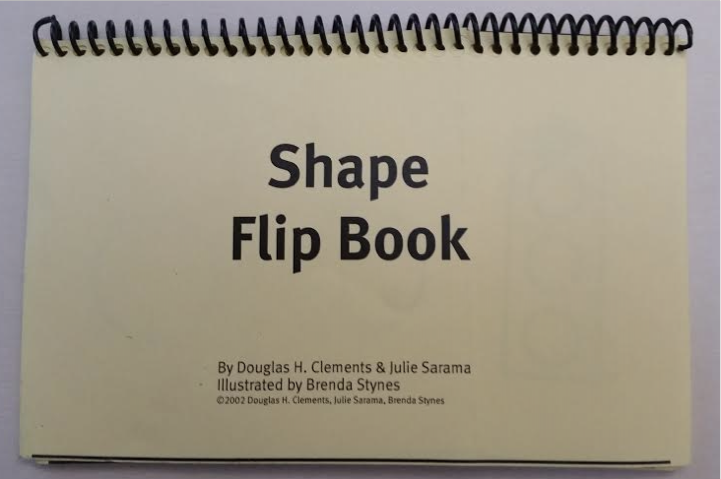 Shape
Flip Book
By Douglas H. Clements & Julie Sarama
Illustrated by Brenda Stynes
©2002 Douglas H. Clements, Julie Sarama, Brenda Stynes